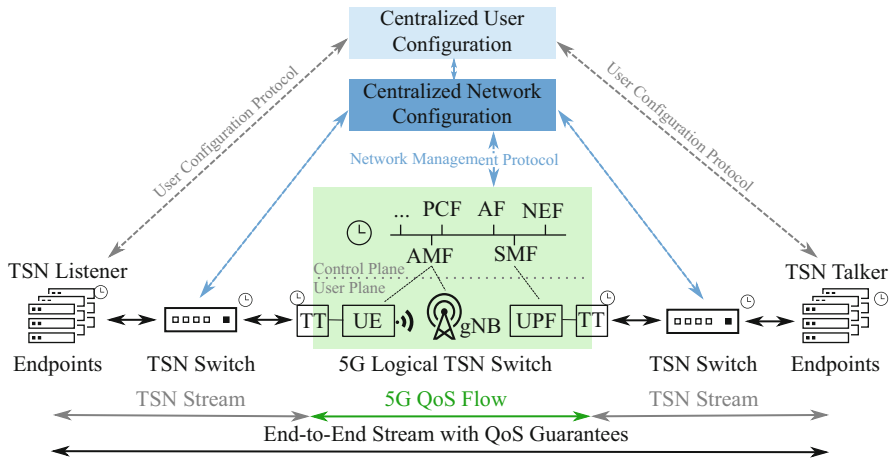 Centralized User
Configuration
Centralized Network
Configuration
User Configuration Protocol
User Configuration Protocol
Network Management Protocol
... PCF AF NEF
AMF SMF
Control Plane
User Plane
TSN Listener
TSN Talker
TT UE gNB UPF TT
Endpoints TSN Switch 5G Logical TSN Switch TSN Switch Endpoints
TSN Stream 5G QoS Flow TSN Stream
End-to-End Stream with QoS Guarantees